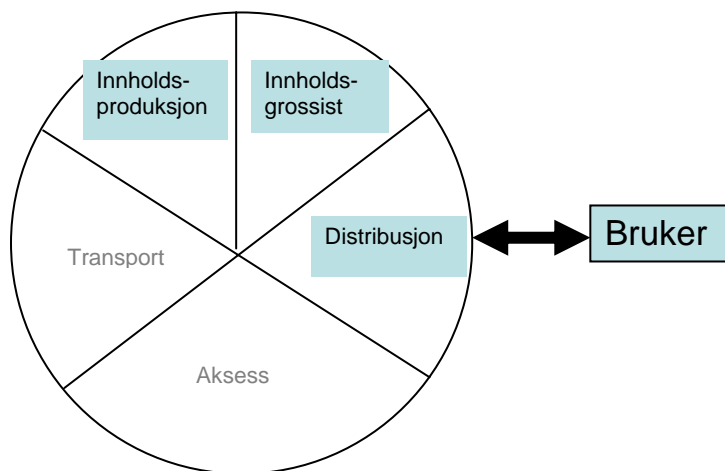 Innholds-
produksjon
Innholds-
grossist
Distribusjon
Bruker
Transport
Aksess